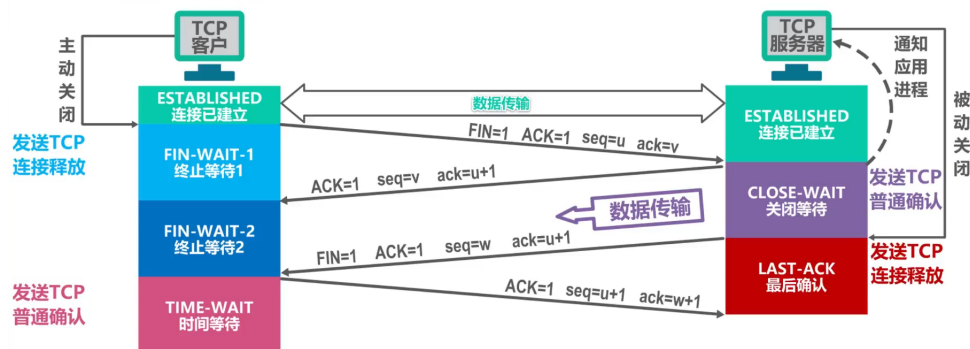 TCP
客户
TCP
服务器
主
动
关
闭
通知
应用
进程
被
动
关
闭
ESTABLISHED
连接已建立
数据传输
ESTABLISHED
连接已建立
FIN=1 ACK=1 seq=u ack=v
发送TCP
连接释放
FIN-WAIT-1
终止等待1
ACK=1 seq=v ack=u+1
CLOSE-WAIT
关闭等待
发送TCP
普通确认
数据传输
FIN-WAIT-2
终止等待2
FIN=1 ACK=1 seq=w ack=u+1
LAST-ACK
最后确认
发送TCP
连接释放
发送TCP
普通确认
TIME-WAIT
时间等待
ACK=1 seq=u+1 ack=w+1